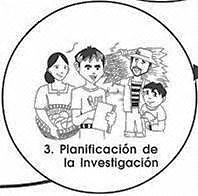 3. Planificación de
la Investigación